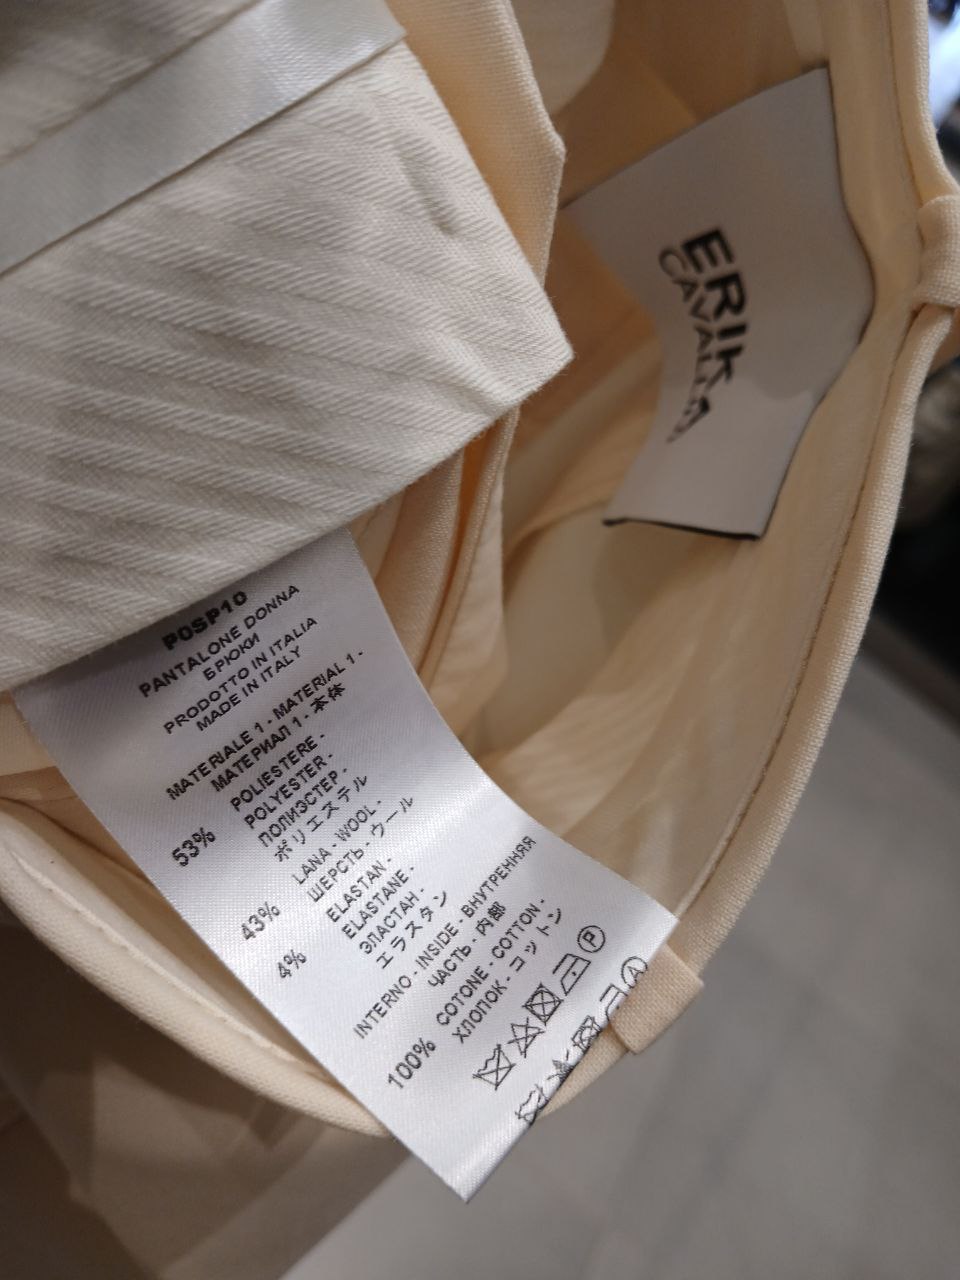 ERIK
CAVALLINI
P0SP10
PANTALONE DONNA
БРЮКИ
PRODOTTO IN ITALIA
MADE IN ITALY
MATERIALE 1 - MATERIAL 1 -
МАТЕРИАЛ 1 - 本体
53% POLIESTERE -
POLYESTER -
ПОЛИЭСТЕР -
ポリエステル
43% LANA - WOOL -
ШЕРСТЬ - ウール
4% ELASTAN -
ELASTANE -
ЭЛАСТАН -
エラスタン
INTERNO - INSIDE - ВНУТРЕННЯЯ
ЧАСТЬ - 内部
100% COTONE - COTTON -
ХЛОПОК - コットン
P
A